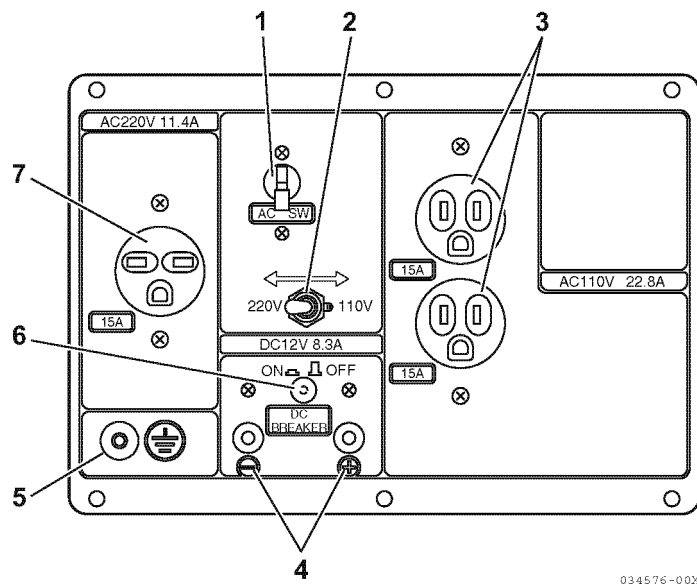 1 2 3
AC220V 11.4A
7
AC SW
15A
AC110V 22.8A
220V 110V
15A
6
DC12V 8.3A
ON OFF
15A
DC
BREAKER
5
4
034576-00X